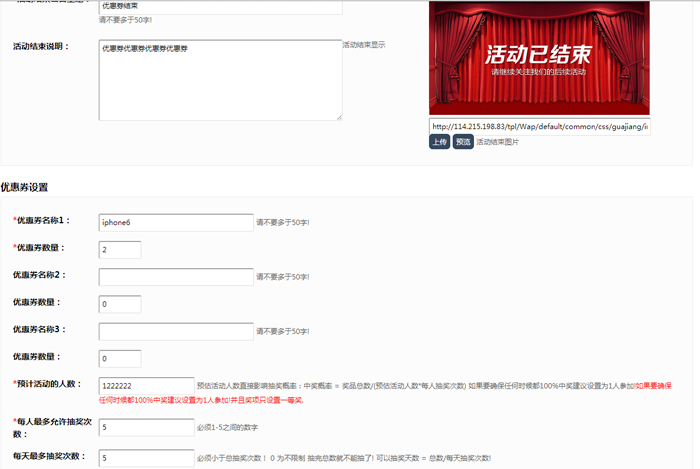 优惠券结束
请不要多于50字!
活动结束说明：
优惠券优惠券优惠券优惠券
活动结束显示
活动已结束
请继续关注我们的后续活动
http://114.215.198.83/tpl/Wap/default/common/css/guajiang/i
上传 预览 活动结束图片
优惠券设置
*优惠券名称1： iphone6 请不要多于50字!
*优惠券数量： 2
优惠券名称2： 请不要多于50字!
优惠券数量： 0
优惠券名称3： 请不要多于50字!
优惠券数量： 0
*预计活动的人数： 1222222 预估活动人数直接影响抽奖概率：中奖概率 = 奖品总数/(预估活动人数*每人抽奖次数) 如果要确保任何时候都100%中奖建议设置为1人参加!如果要确保
任何时候都100%中奖建议设置为1人参加!并且奖项只设置一等奖.
*每人最多允许抽奖次
数： 5 必须1-5之间的数字
每天最多抽奖次数： 5 必须小于总抽奖次数！ 0 为不限制 抽完总数就不能抽了! 可以抽奖天数 = 总数/每天抽奖次数!